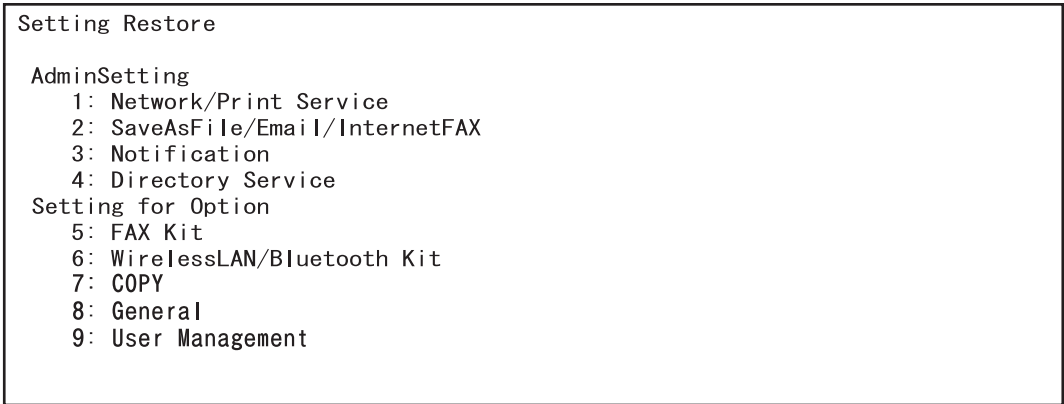 Setting Restore
AdminSetting
1: Network/Print Service
2: SaveAsFile/Email/InternetFAX
3: Notification
4: Directory Service
Setting for Option
5: FAX Kit
6: WirelessLAN/Bluetooth Kit
7: COPY
8: General
9: User Management